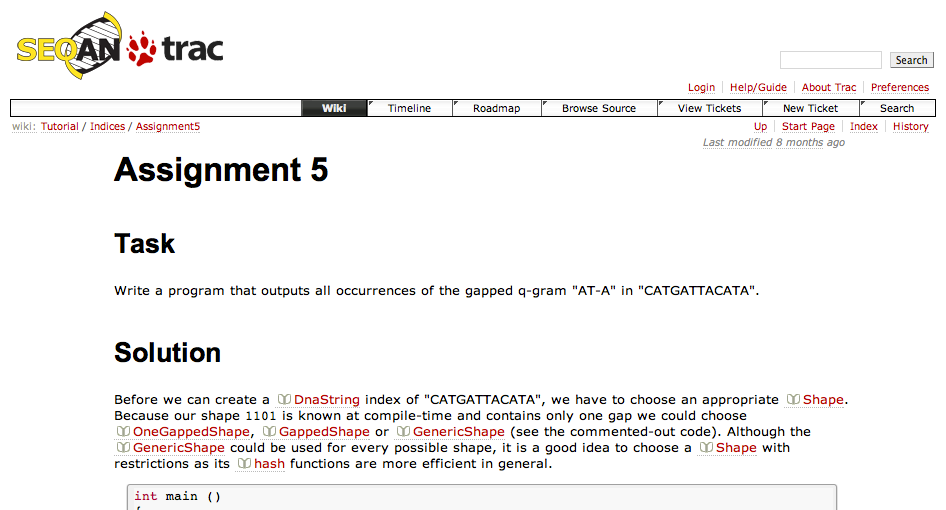 SEQAN trac
Search
Login Help/Guide About Trac Preferences
Wiki Timeline Roadmap Browse Source View Tickets New Ticket Search
wiki: Tutorial / Indices / Assignment5
Up Start Page Index History
Last modified 8 months ago
Assignment 5
Task
Write a program that outputs all occurrences of the gapped q-gram "AT-A" in "CATGATTACATA".
Solution
Before we can create a DnaString index of "CATGATTACATA", we have to choose an appropriate Shape.
Because our shape 1101 is known at compile-time and contains only one gap we could choose
OneGappedShape, GappedShape or GenericShape (see the commented-out code). Although the
GenericShape could be used for every possible shape, it is a good idea to choose a Shape with
restrictions as its hash functions are more efficient in general.
int main ()